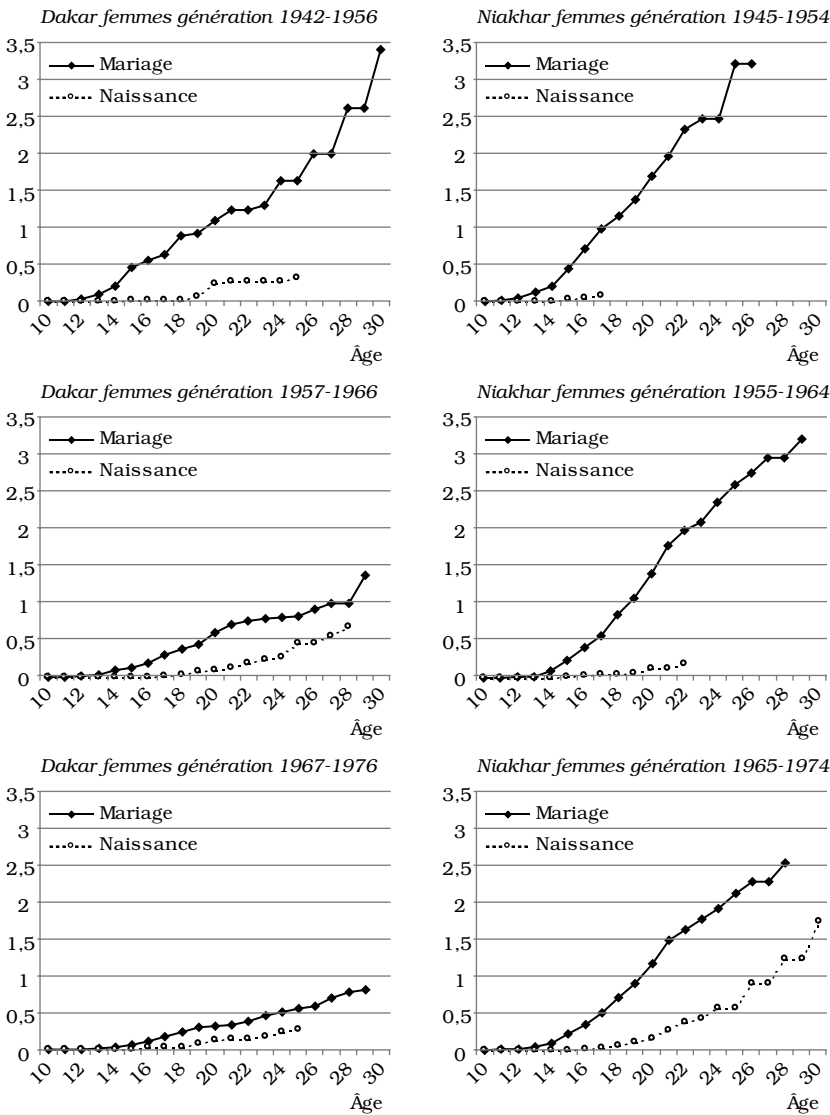 Dakar femmes génération 1942-1956
3,5
3
2,5
2
1,5
1
0,5
0
Mariage
Naissance
10 12 14 16 18 20 22 24 26 28 30
Âge
Niakhar femmes génération 1945-1954
3,5
3
2,5
2
1,5
1
0,5
0
Mariage
Naissance
10 12 14 16 18 20 22 24 26 28 30
Âge
Dakar femmes génération 1957-1966
3,5
3
2,5
2
1,5
1
0,5
0
Mariage
Naissance
10 12 14 16 18 20 22 24 26 28 30
Âge
Niakhar femmes génération 1955-1964
3,5
3
2,5
2
1,5
1
0,5
0
Mariage
Naissance
10 12 14 16 18 20 22 24 26 28 30
Âge
Dakar femmes génération 1967-1976
3,5
3
2,5
2
1,5
1
0,5
0
Mariage
Naissance
10 12 14 16 18 20 22 24 26 28 30
Âge
Niakhar femmes génération 1965-1974
3,5
3
2,5
2
1,5
1
0,5
0
Mariage
Naissance
10 12 14 16 18 20 22 24 26 28 30
Âge